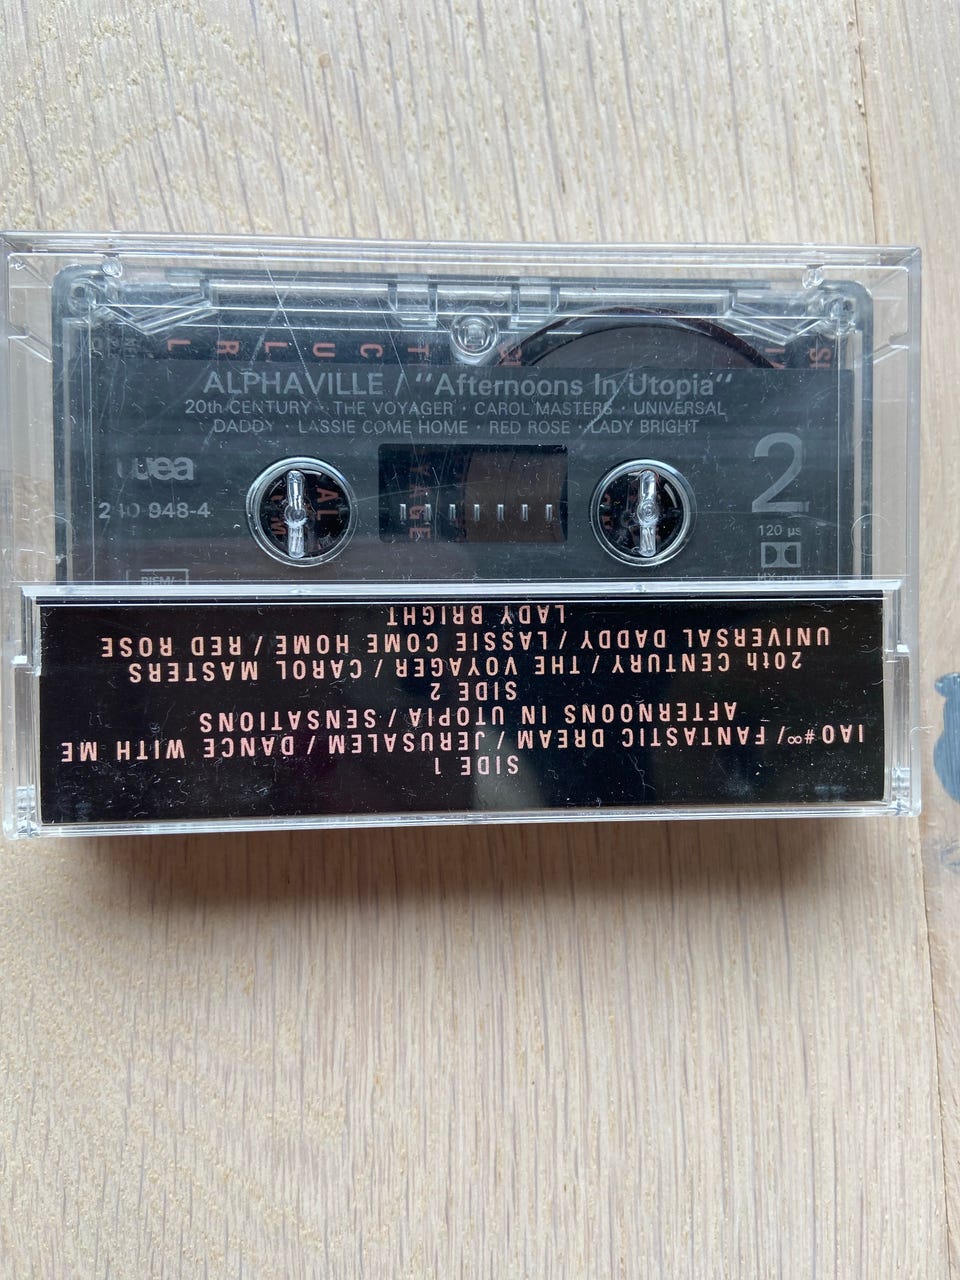 ALPHAVILLE / "Afternoons In Utopia"
20th CENTURY · THE VOYAGER · CAROL MASTERS · UNIVERSAL
DADDY · LASSIE COME HOME · RED ROSE · LADY BRIGHT
wea
948-4
2
120 µs
SIDE 1
IAO#∞/FANTASTIC DREAM/JERUSALEM/DANCE WITH ME
AFTERNOONS IN UTOPIA/SENSATIONS
SIDE 2
20th CENTURY/THE VOYAGER/CAROL MASTERS
UNIVERSAL DADDY/LASSIE COME HOME/RED ROSE
LADY BRIGHT